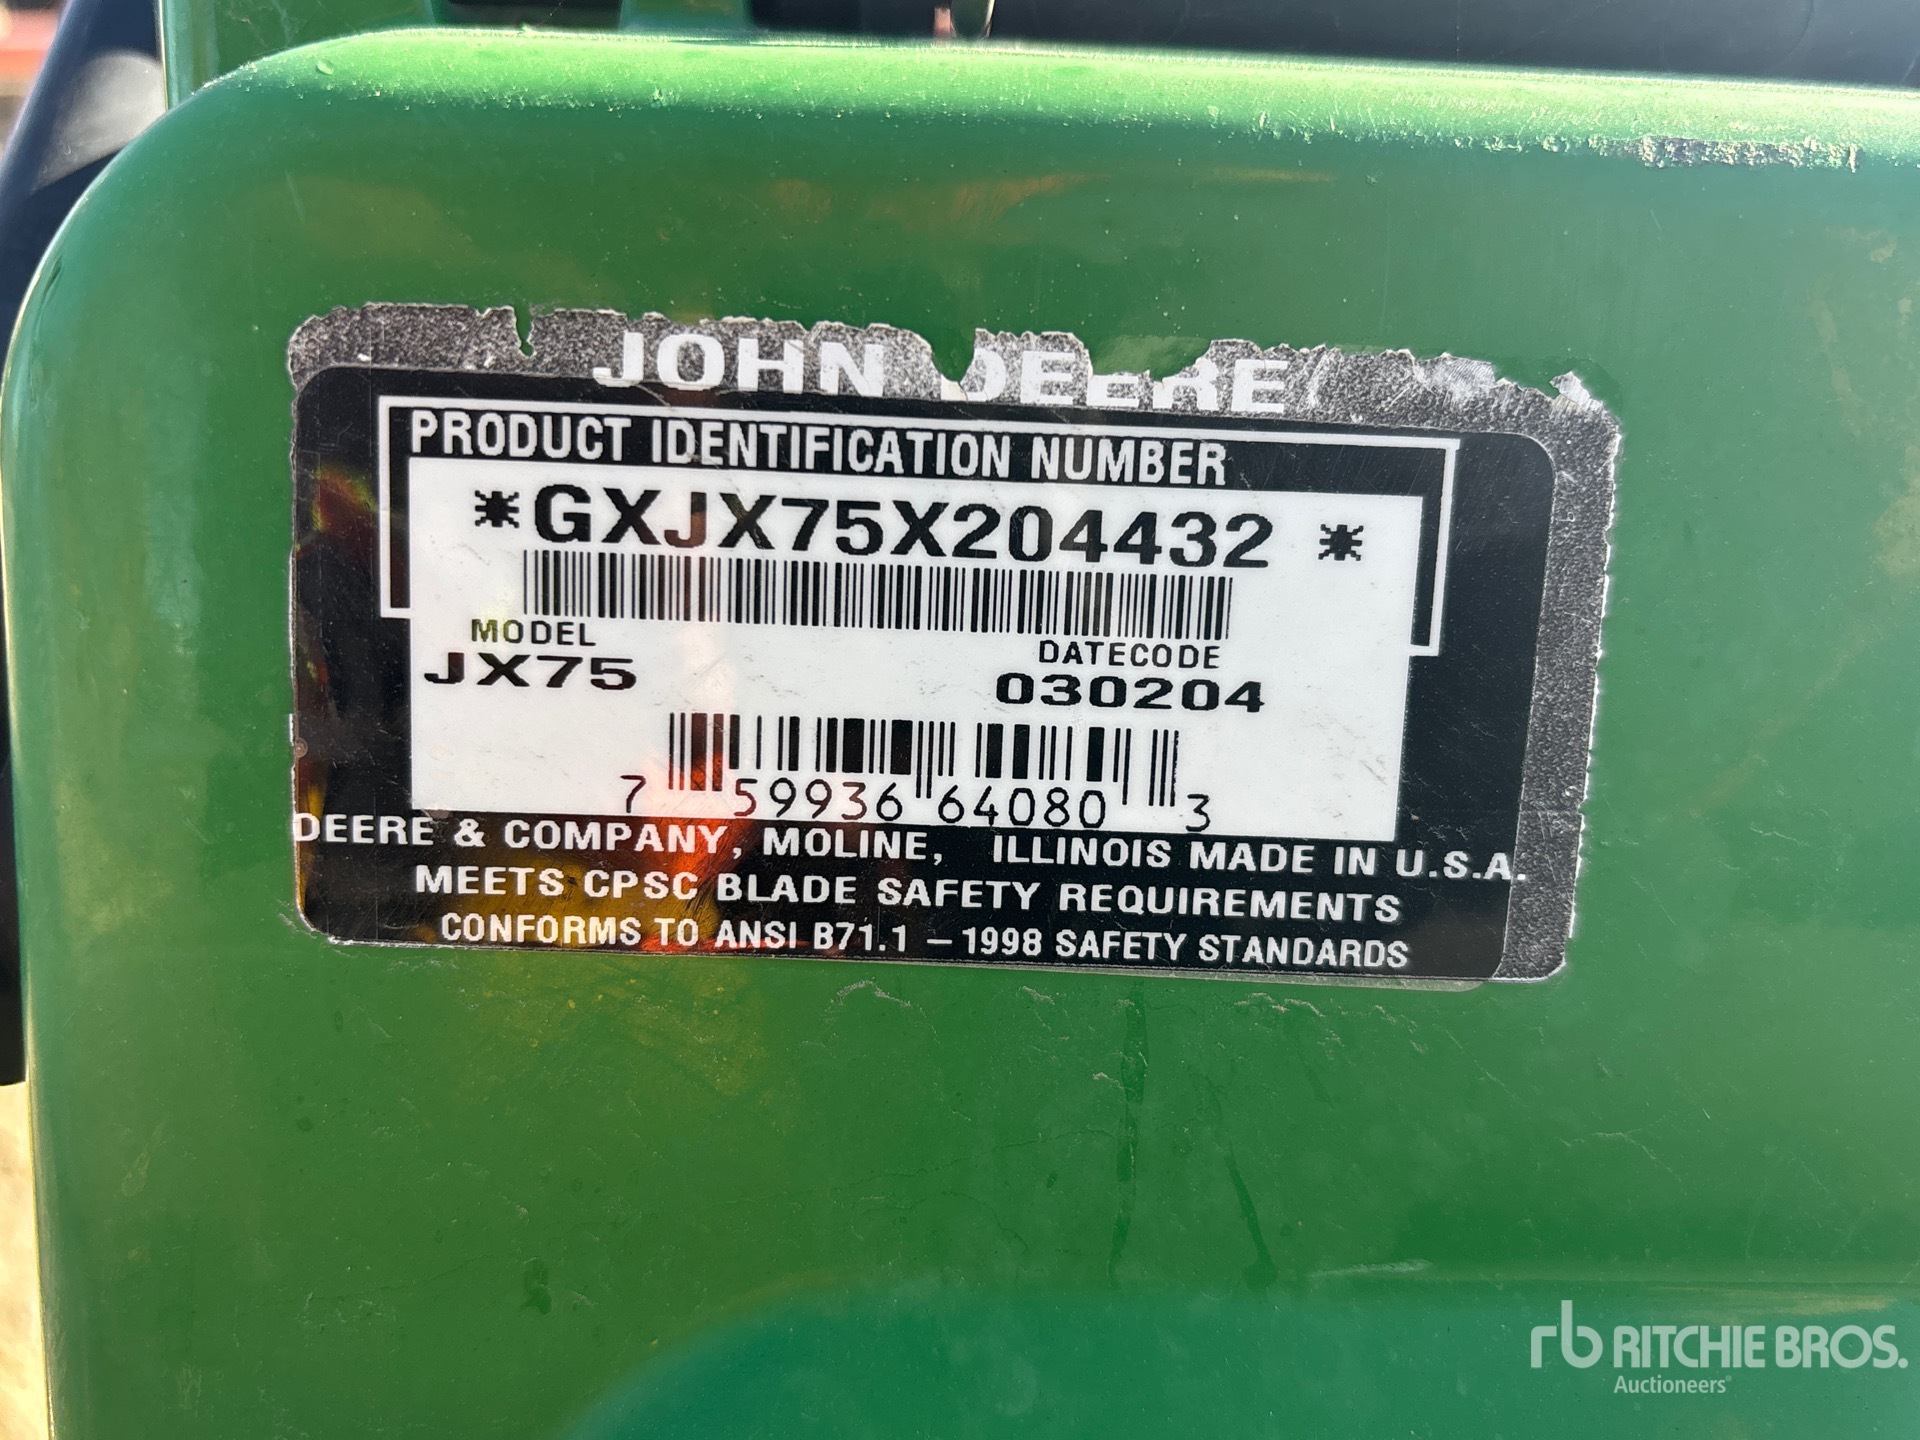 JOHN DEERE
PRODUCT IDENTIFICATION NUMBER
*GXJX75X204432 *
MODEL
JX75
DATECODE
030204
7 59936 64080 3
DEERE & COMPANY, MOLINE, ILLINOIS MADE IN U.S.A.
MEETS CPSC BLADE SAFETY REQUIREMENTS
CONFORMS TO ANSI B71.1 – 1998 SAFETY STANDARDS
rb RITCHIE BROS.
Auctioneers